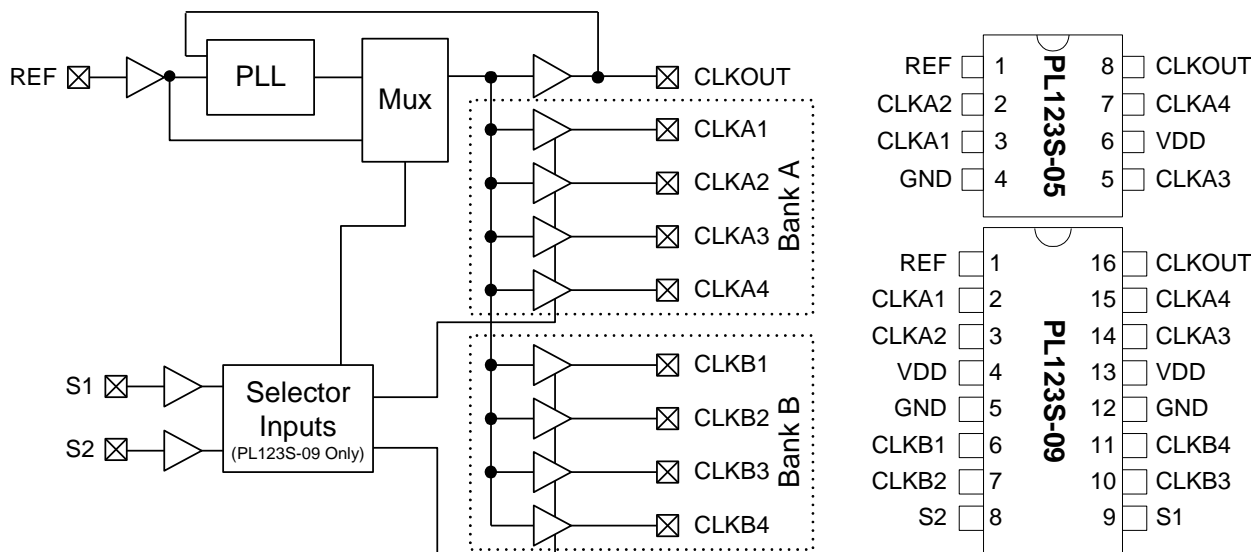 REF
PLL
Mux
CLKOUT
CLKA1
CLKA2
CLKA3
CLKA4
Bank A
S1
S2
Selector
Inputs
(PL123S-09 Only)
CLKB1
CLKB2
CLKB3
CLKB4
Bank B
REF 1 8 CLKOUT
CLKA2 2 7 CLKA4
CLKA1 3 6 VDD
GND 4 5 CLKA3
PL123S-05
REF 1 16 CLKOUT
CLKA1 2 15 CLKA4
CLKA2 3 14 CLKA3
VDD 4 13 VDD
GND 5 12 GND
CLKB1 6 11 CLKB4
CLKB2 7 10 CLKB3
S2 8 9 S1
PL123S-09